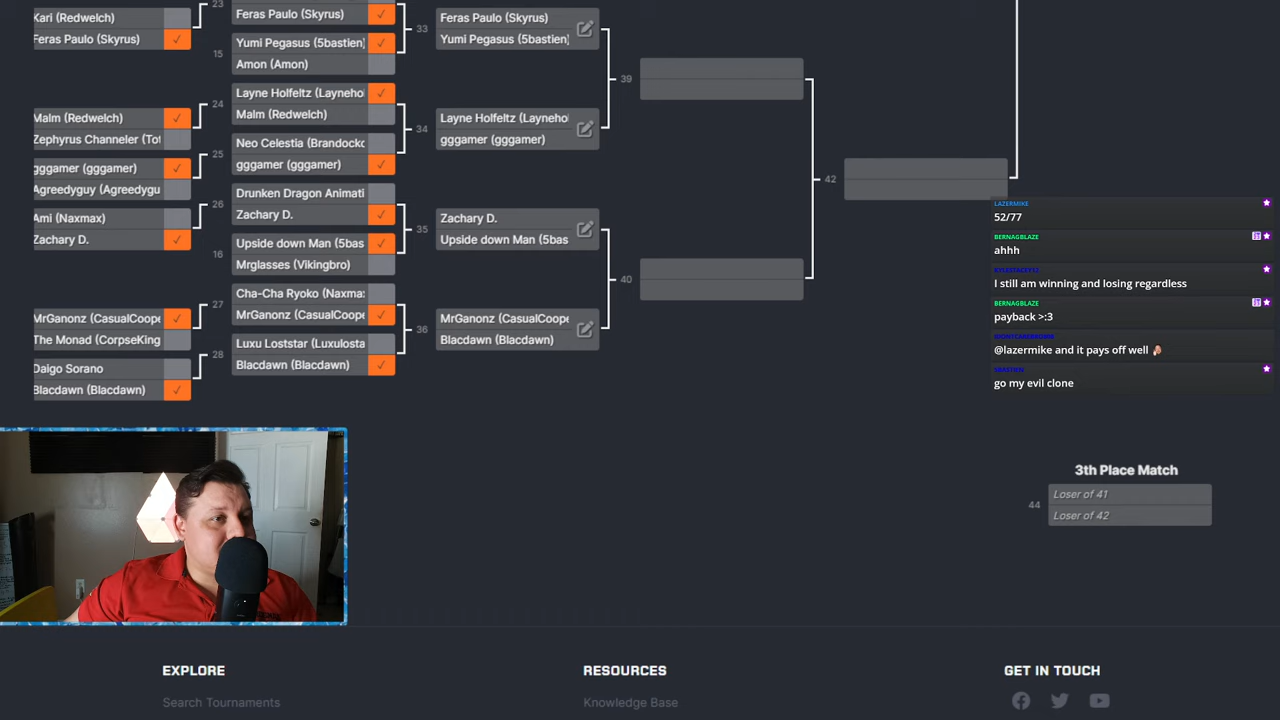 Kari (Redwelch)
Feras Paulo (Skyrus)
Malm (Redwelch)
Zephyrus Channeler (Tot
gggamer (gggamer)
Agreedyguy (Agreedygu
Ami (Naxmax)
Zachary D.
MrGanonz (CasualCoope
The Monad (CorpseKing
Daigo Sorano
Blacdawn (Blacdawn)
23
15
24
25
26
16
27
28
Feras Paulo (Skyrus)
Yumi Pegasus (5bastien)
Amon (Amon)
Layne Holfeltz (Layneho
Malm (Redwelch)
Neo Celestia (Brandockc
gggamer (gggamer)
Drunken Dragon Animati
Zachary D.
Upside down Man (5bas
Mrglasses (Vikingbro)
Cha-Cha Ryoko (Naxma
MrGanonz (CasualCoope
Luxu Loststar (Luxulosta
Blacdawn (Blacdawn)
33
34
35
36
Feras Paulo (Skyrus)
Yumi Pegasus (5bastien)
Layne Holfeltz (Layneho
gggamer (gggamer)
Zachary D.
Upside down Man (5bas
MrGanonz (CasualCoope
Blacdawn (Blacdawn)
39
40
42
LAZERMIKE
52/77
BERNAGBLAZE
ahhh
I still am winning and losing regardless
BERNAGBLAZE
payback >:3
@lazermike and it pays off well
5BASTIEN
go my evil clone
3th Place Match
44
Loser of 41
Loser of 42
EXPLORE
Search Tournaments
RESOURCES
Knowledge Base
GET IN TOUCH